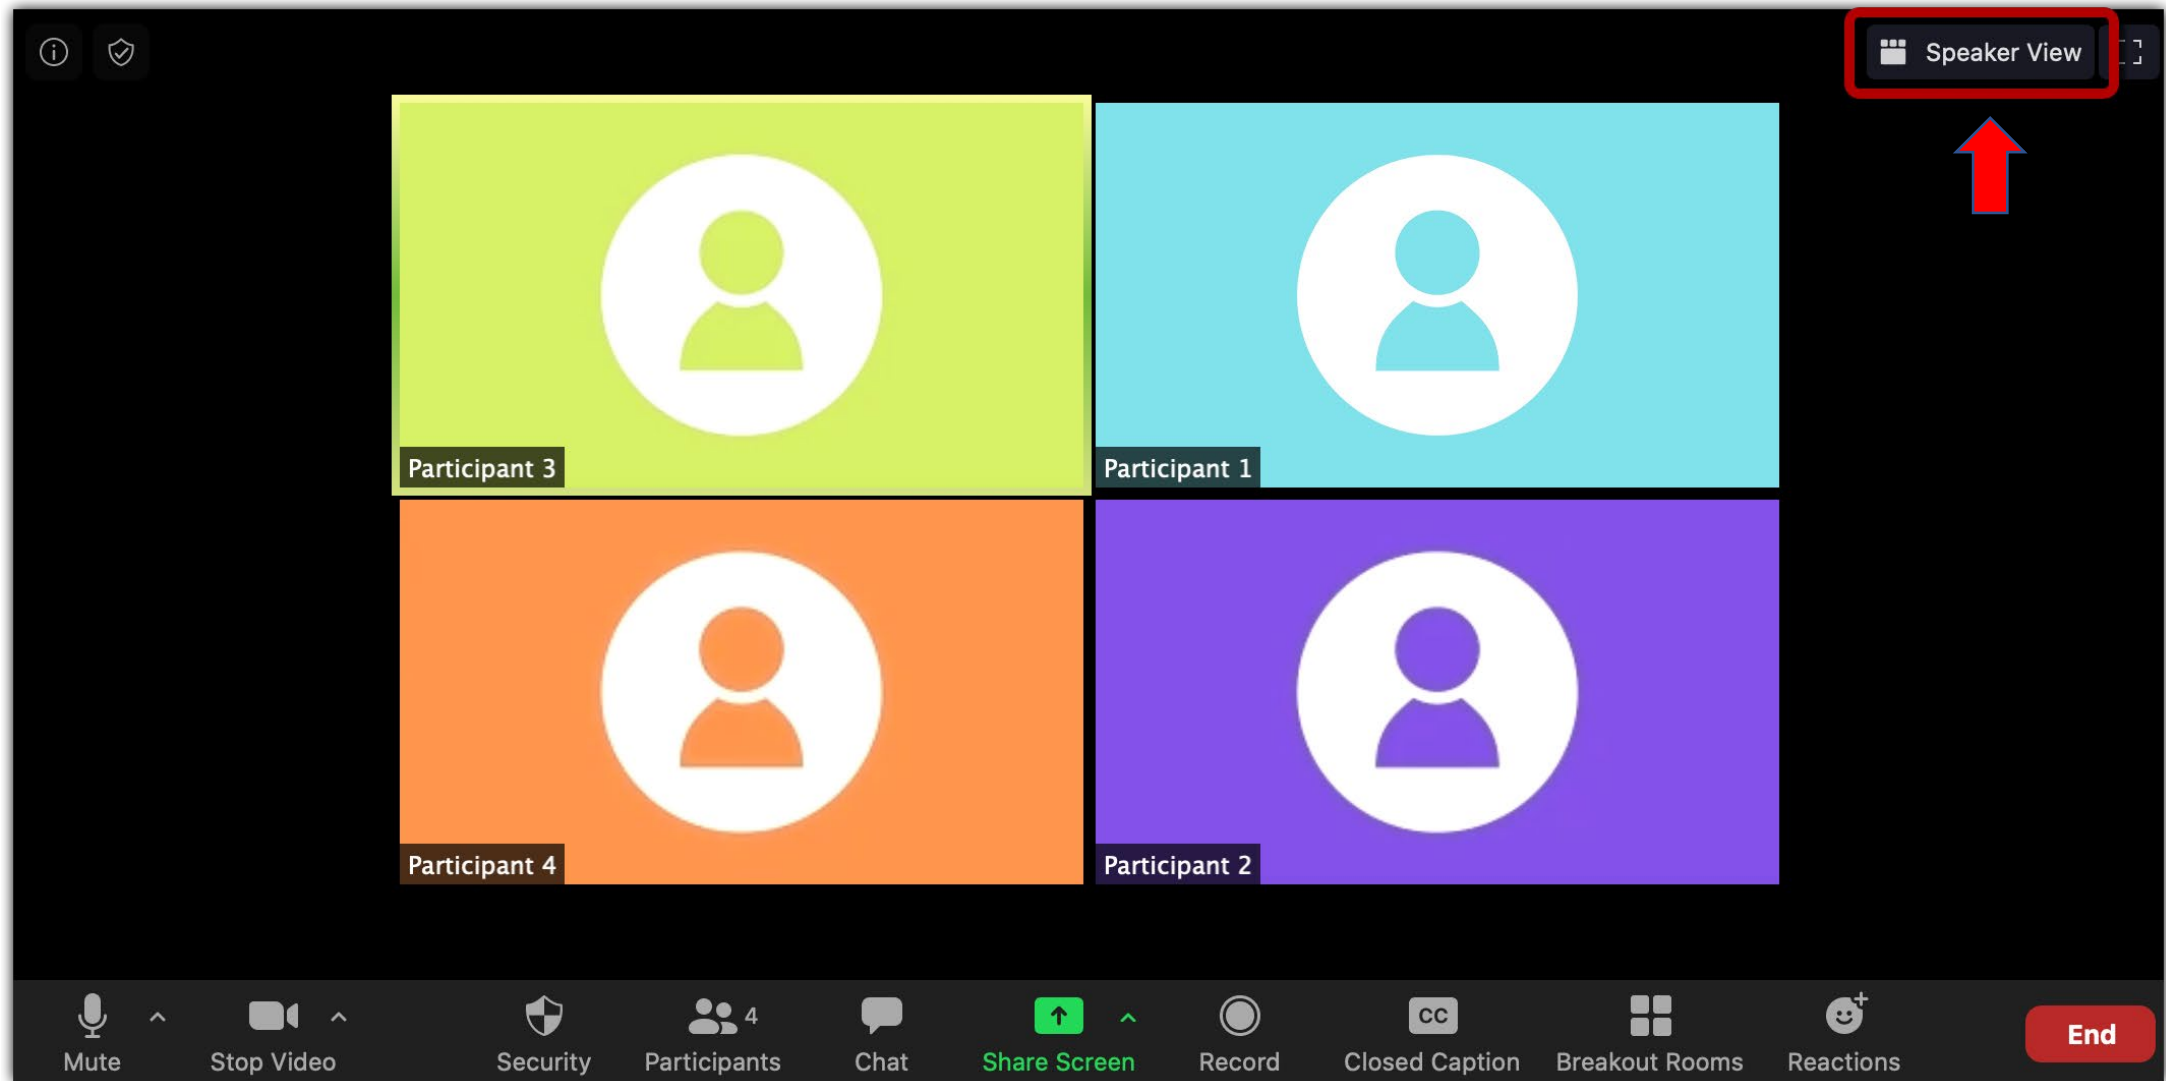 Speaker View
Participant 3
Participant 1
Participant 4
Participant 2
4
CC
Mute
Stop Video
Security
Participants
Chat
Share Screen
Record
Closed Caption
Breakout Rooms
Reactions
End